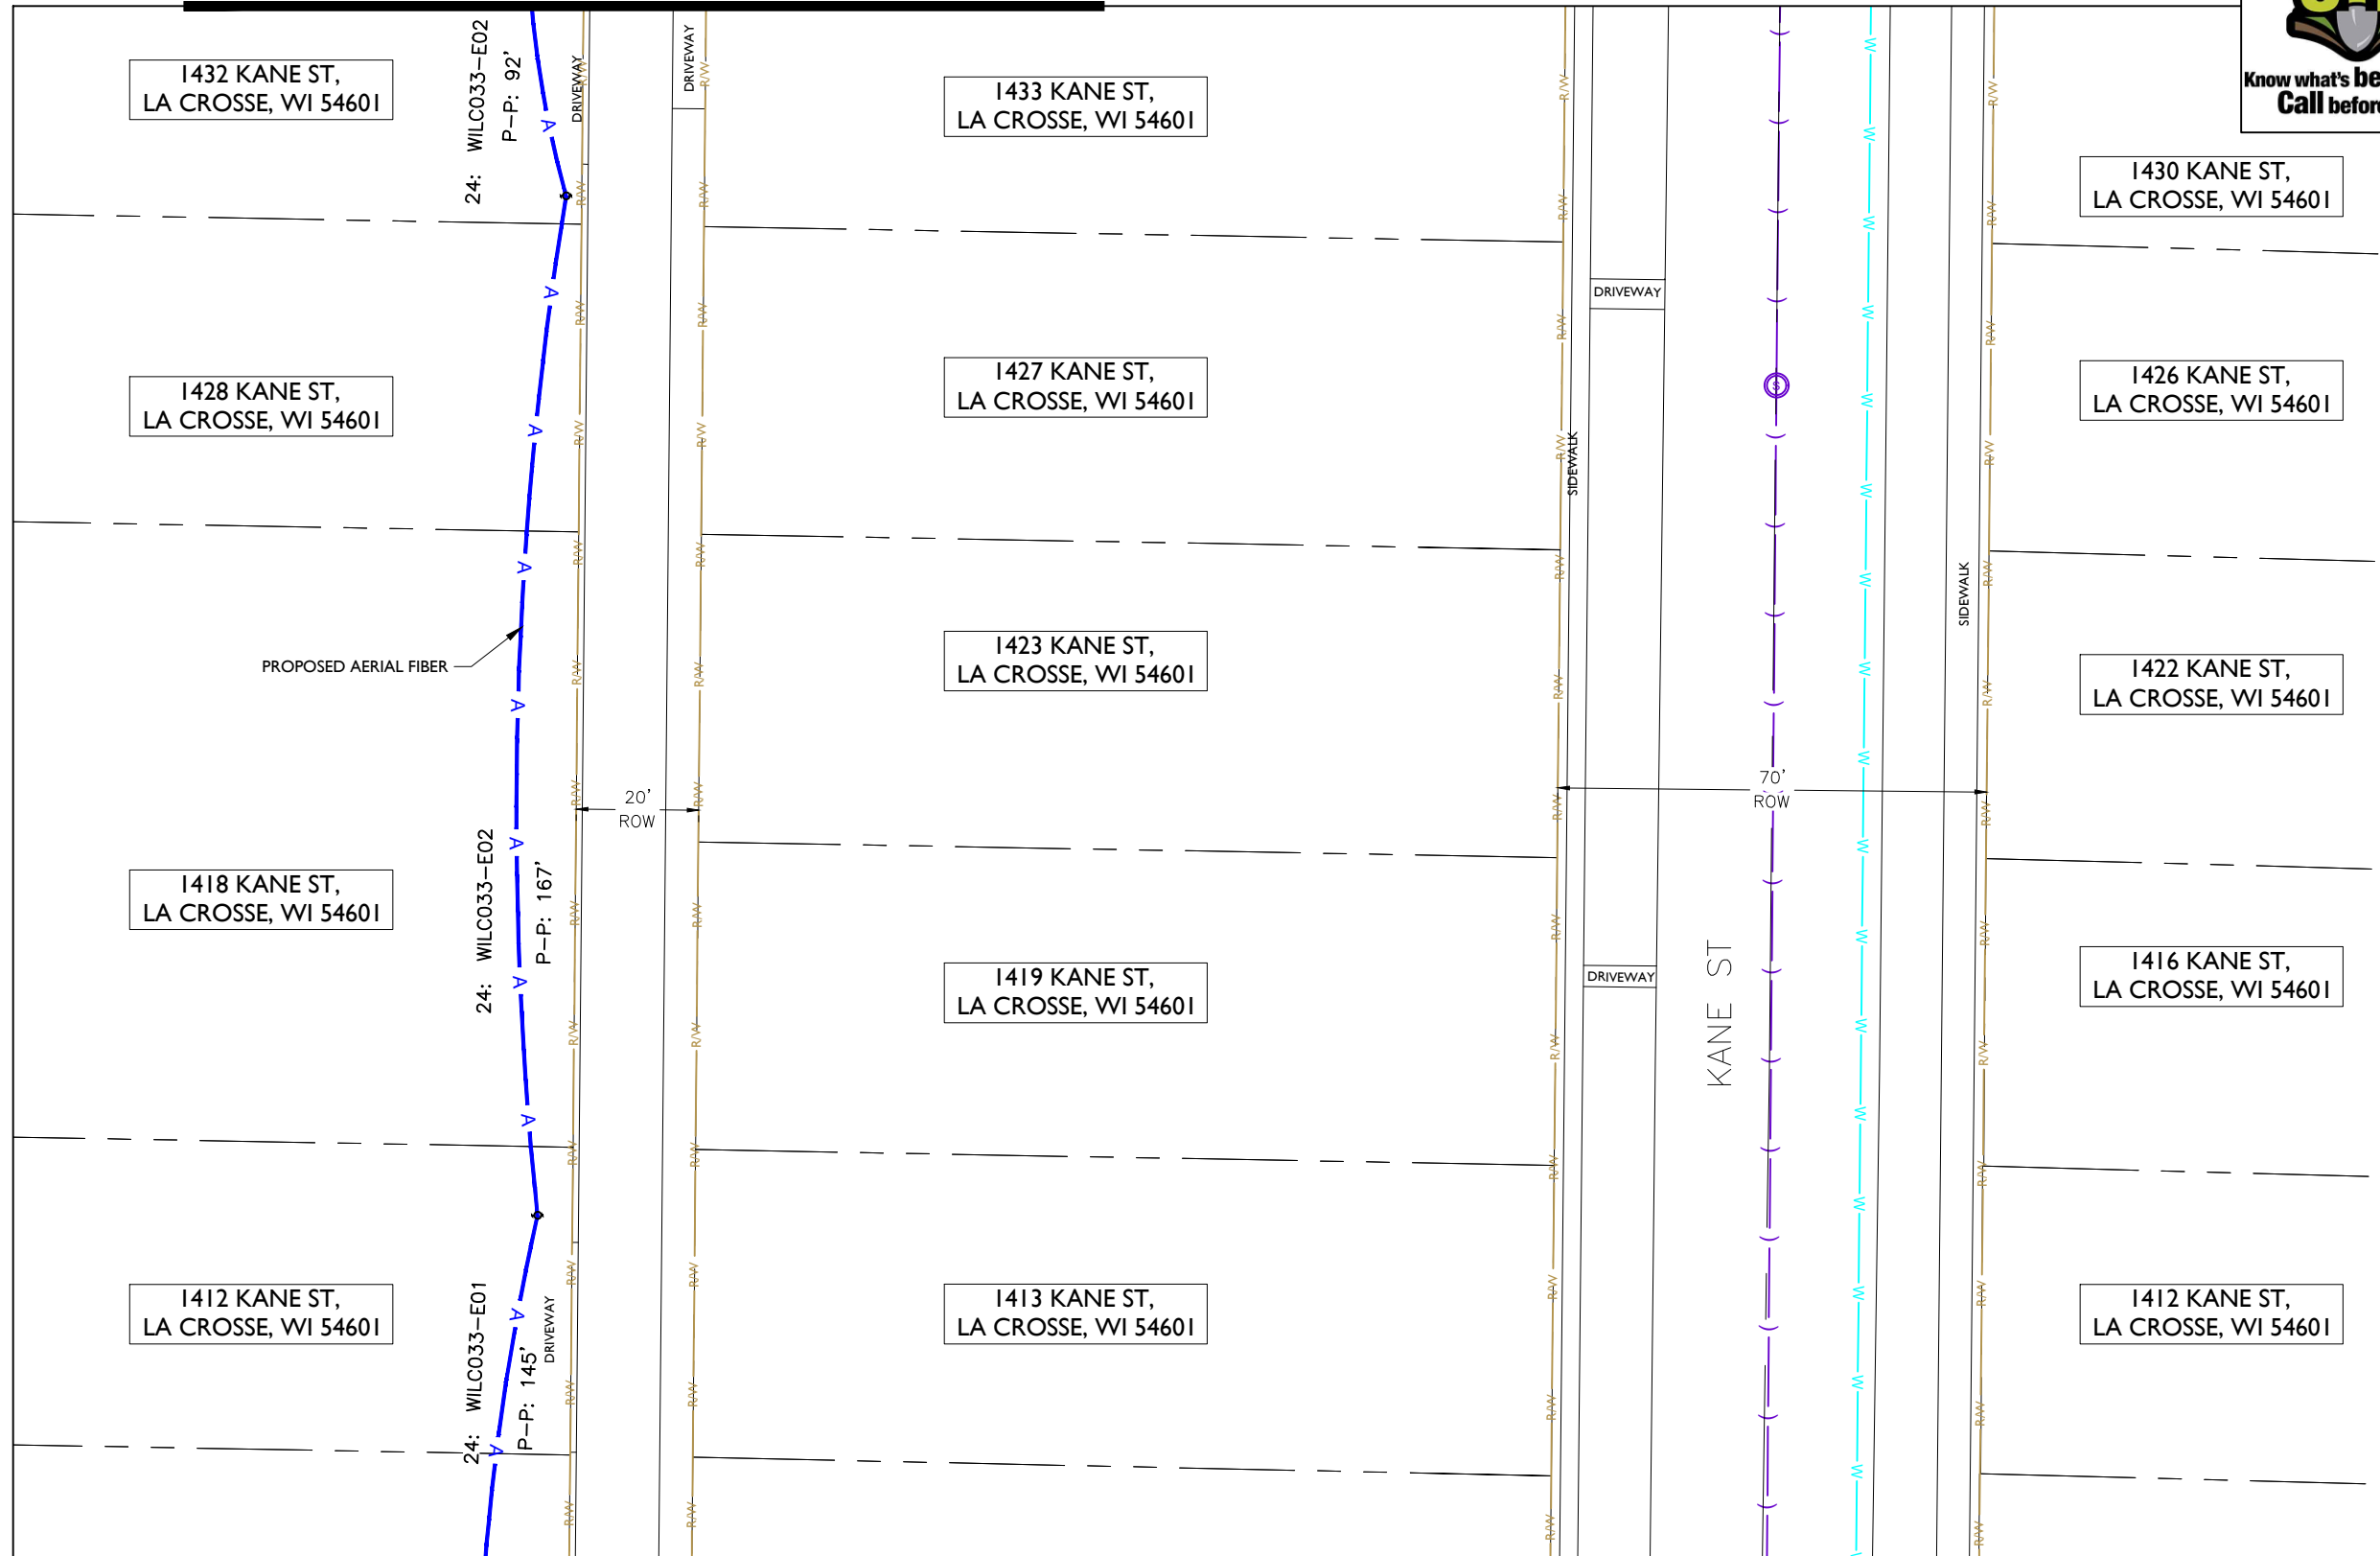 1432 KANE ST,
LA CROSSE, WI 54601
24: WILC033-E02
P-P: 92'
DRIVEWAY
DRIVEWAY
1433 KANE ST,
LA CROSSE, WI 54601
Know what's
Call
1430 KANE ST,
LA CROSSE, WI 54601
DRIVEWAY
1428 KANE ST,
LA CROSSE, WI 54601
1427 KANE ST,
LA CROSSE, WI 54601
SIDEWALK
S
1426 KANE ST,
LA CROSSE, WI 54601
PROPOSED AERIAL FIBER
1423 KANE ST,
LA CROSSE, WI 54601
SIDEWALK
1422 KANE ST,
LA CROSSE, WI 54601
20'
ROW
70'
ROW
1418 KANE ST,
LA CROSSE, WI 54601
24: WILC033-E02
P-P: 167'
1419 KANE ST,
LA CROSSE, WI 54601
DRIVEWAY
KANE ST
1416 KANE ST,
LA CROSSE, WI 54601
1412 KANE ST,
LA CROSSE, WI 54601
24: WILC033-E01
P-P: 145'
DRIVEWAY
1413 KANE ST,
LA CROSSE, WI 54601
1412 KANE ST,
LA CROSSE, WI 54601
A
R/W
W